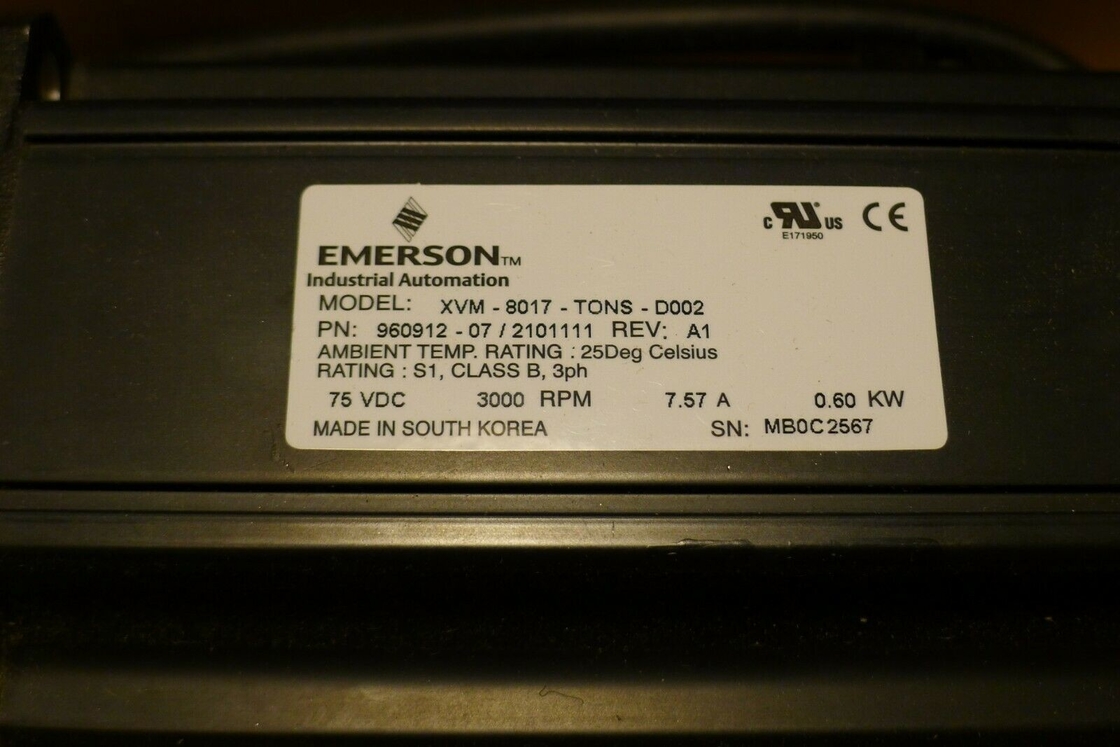 c RU® US CE
E171950
EMERSON™
Industrial Automation
MODEL: XVM - 8017 - TONS - D002
PN: 960912 - 07 / 2101111 REV: A1
AMBIENT TEMP. RATING : 25Deg Celsius
RATING : S1, CLASS B, 3ph
75 VDC 3000 RPM 7.57 A 0.60 KW
MADE IN SOUTH KOREA SN: MB0C2567